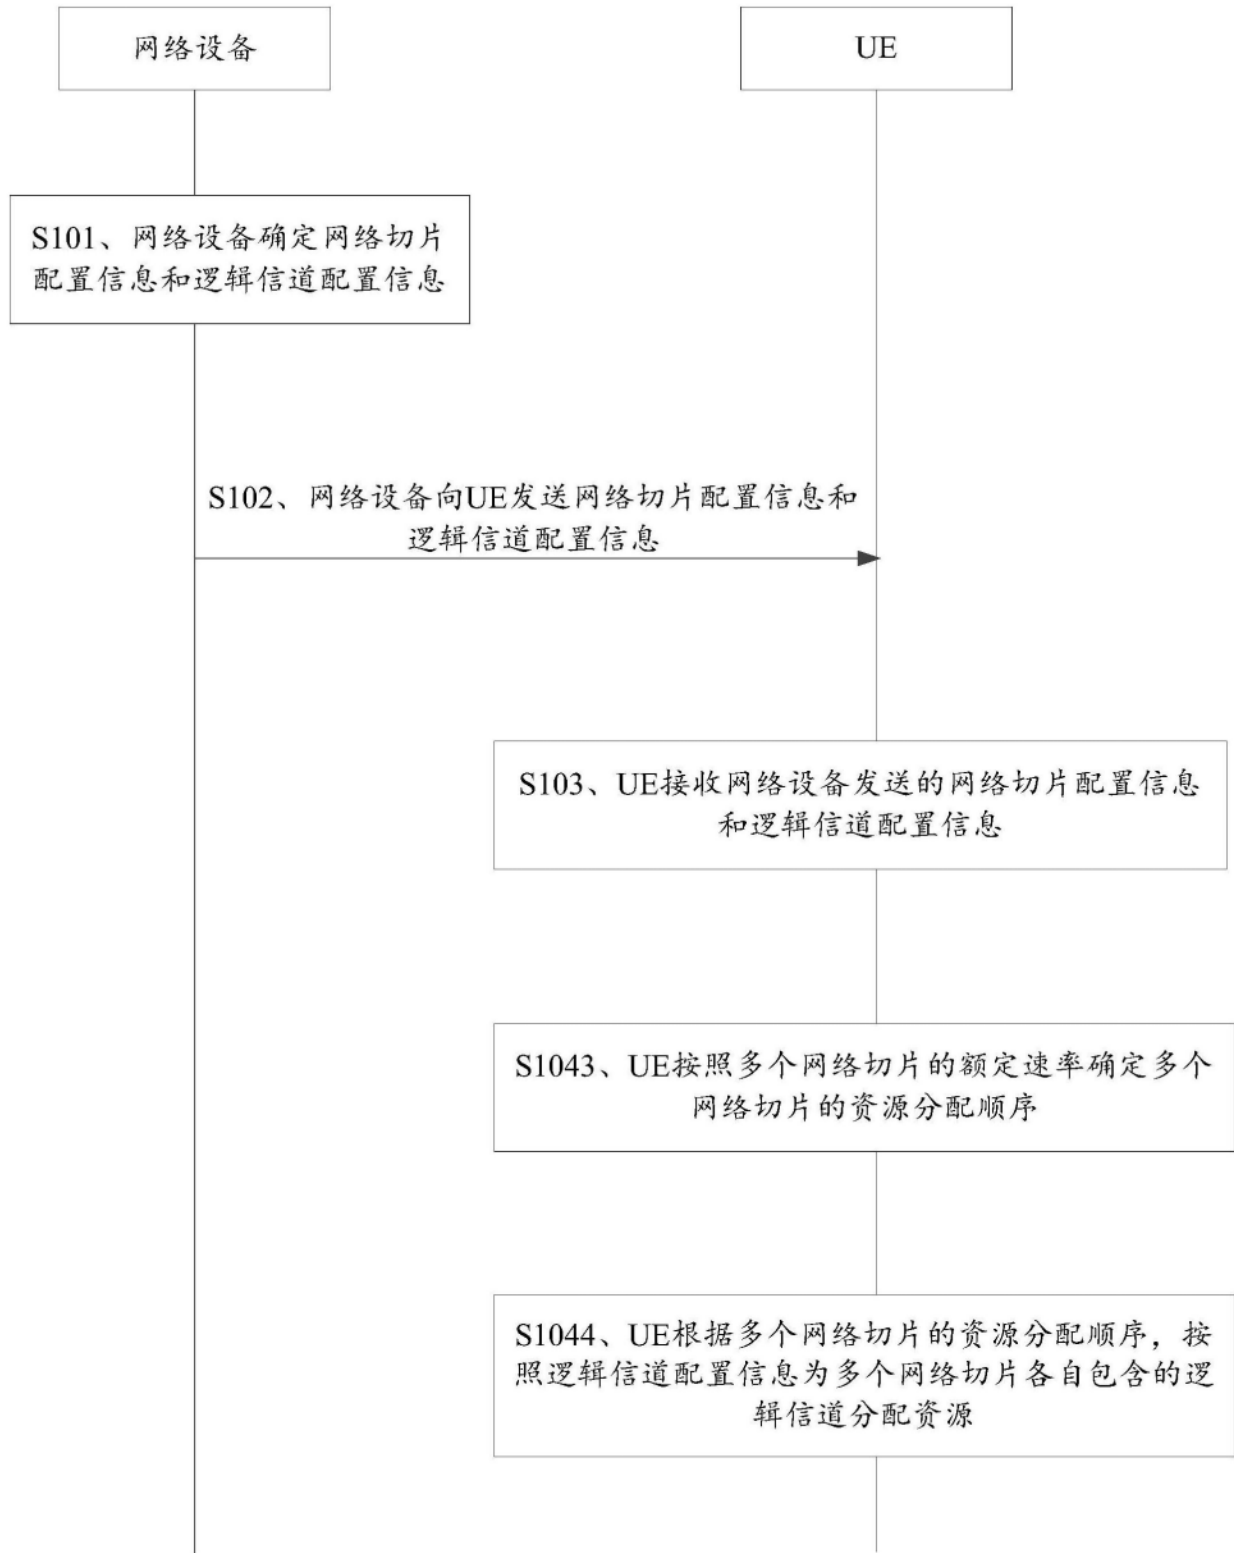 网络设备
UE
S101、网络设备确定网络切片
配置信息和逻辑信道配置信息
S102、网络设备向UE发送网络切片配置信息和
逻辑信道配置信息
S103、UE接收网络设备发送的网络切片配置信息
和逻辑信道配置信息
S1043、UE按照多个网络切片的额定速率确定多个
网络切片的资源分配顺序
S1044、UE根据多个网络切片的资源分配顺序，按
照逻辑信道配置信息为多个网络切片各自包含的逻
辑信道分配资源